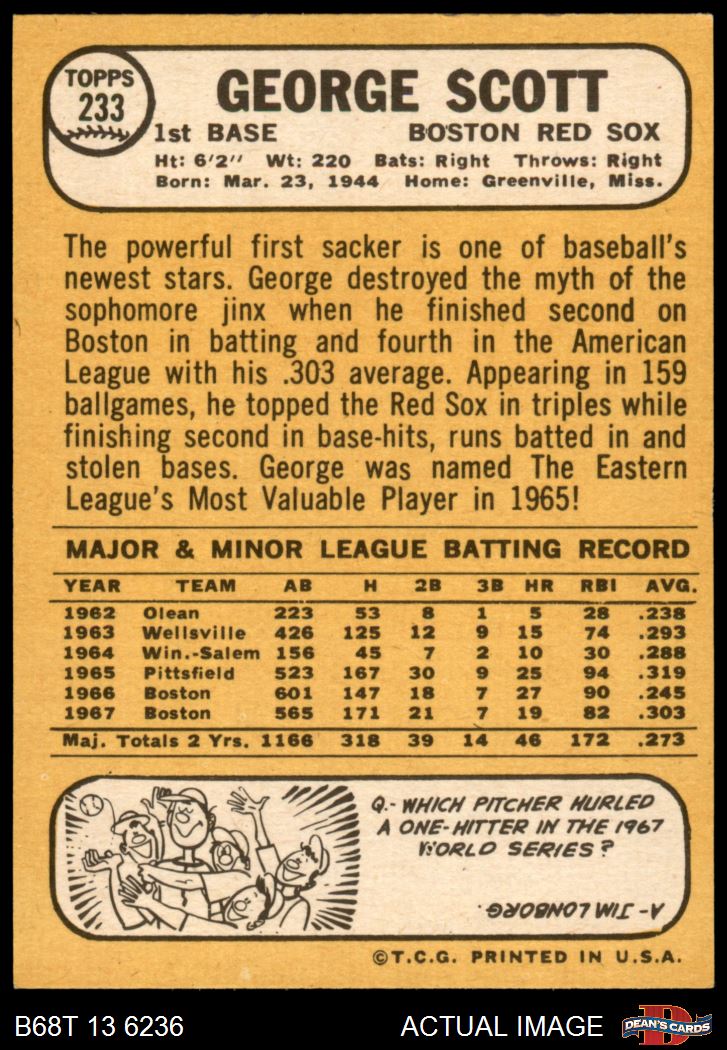 TOPPS
233
GEORGE SCOTT
1st BASE BOSTON RED SOX
Ht: 6'2" Wt: 220 Bats: Right Throws: Right
Born: Mar. 23, 1944 Home: Greenville, Miss.
The powerful first sacker is one of baseball's
newest stars. George destroyed the myth of the
sophomore jinx when he finished second on
Boston in batting and fourth in the American
League with his .303 average. Appearing in 159
ballgames, he topped the Red Sox in triples while
finishing second in base-hits, runs batted in and
stolen bases. George was named The Eastern
League's Most Valuable Player in 1965!
MAJOR & MINOR LEAGUE BATTING RECORD
YEAR TEAM AB H 2B 3B HR RBI AVG.
1962 Olean 223 53 8 1 5 28 .238
1963 Wellsville 426 125 12 9 15 74 .293
1964 Win.-Salem 156 45 7 2 10 30 .288
1965 Pittsfield 523 167 30 9 25 94 .319
1966 Boston 601 147 18 7 27 90 .245
1967 Boston 565 171 21 7 19 82 .303
Maj. Totals 2 Yrs. 1166 318 39 14 46 172 .273
Q.- WHICH PITCHER HURLED
A ONE-HITTER IN THE 1967
WORLD SERIES?
A- JIM LONBORG
©T.C.G. PRINTED IN U.S.A.
B68T 13 6236 ACTUAL IMAGE
D
DEAN'S CARDS